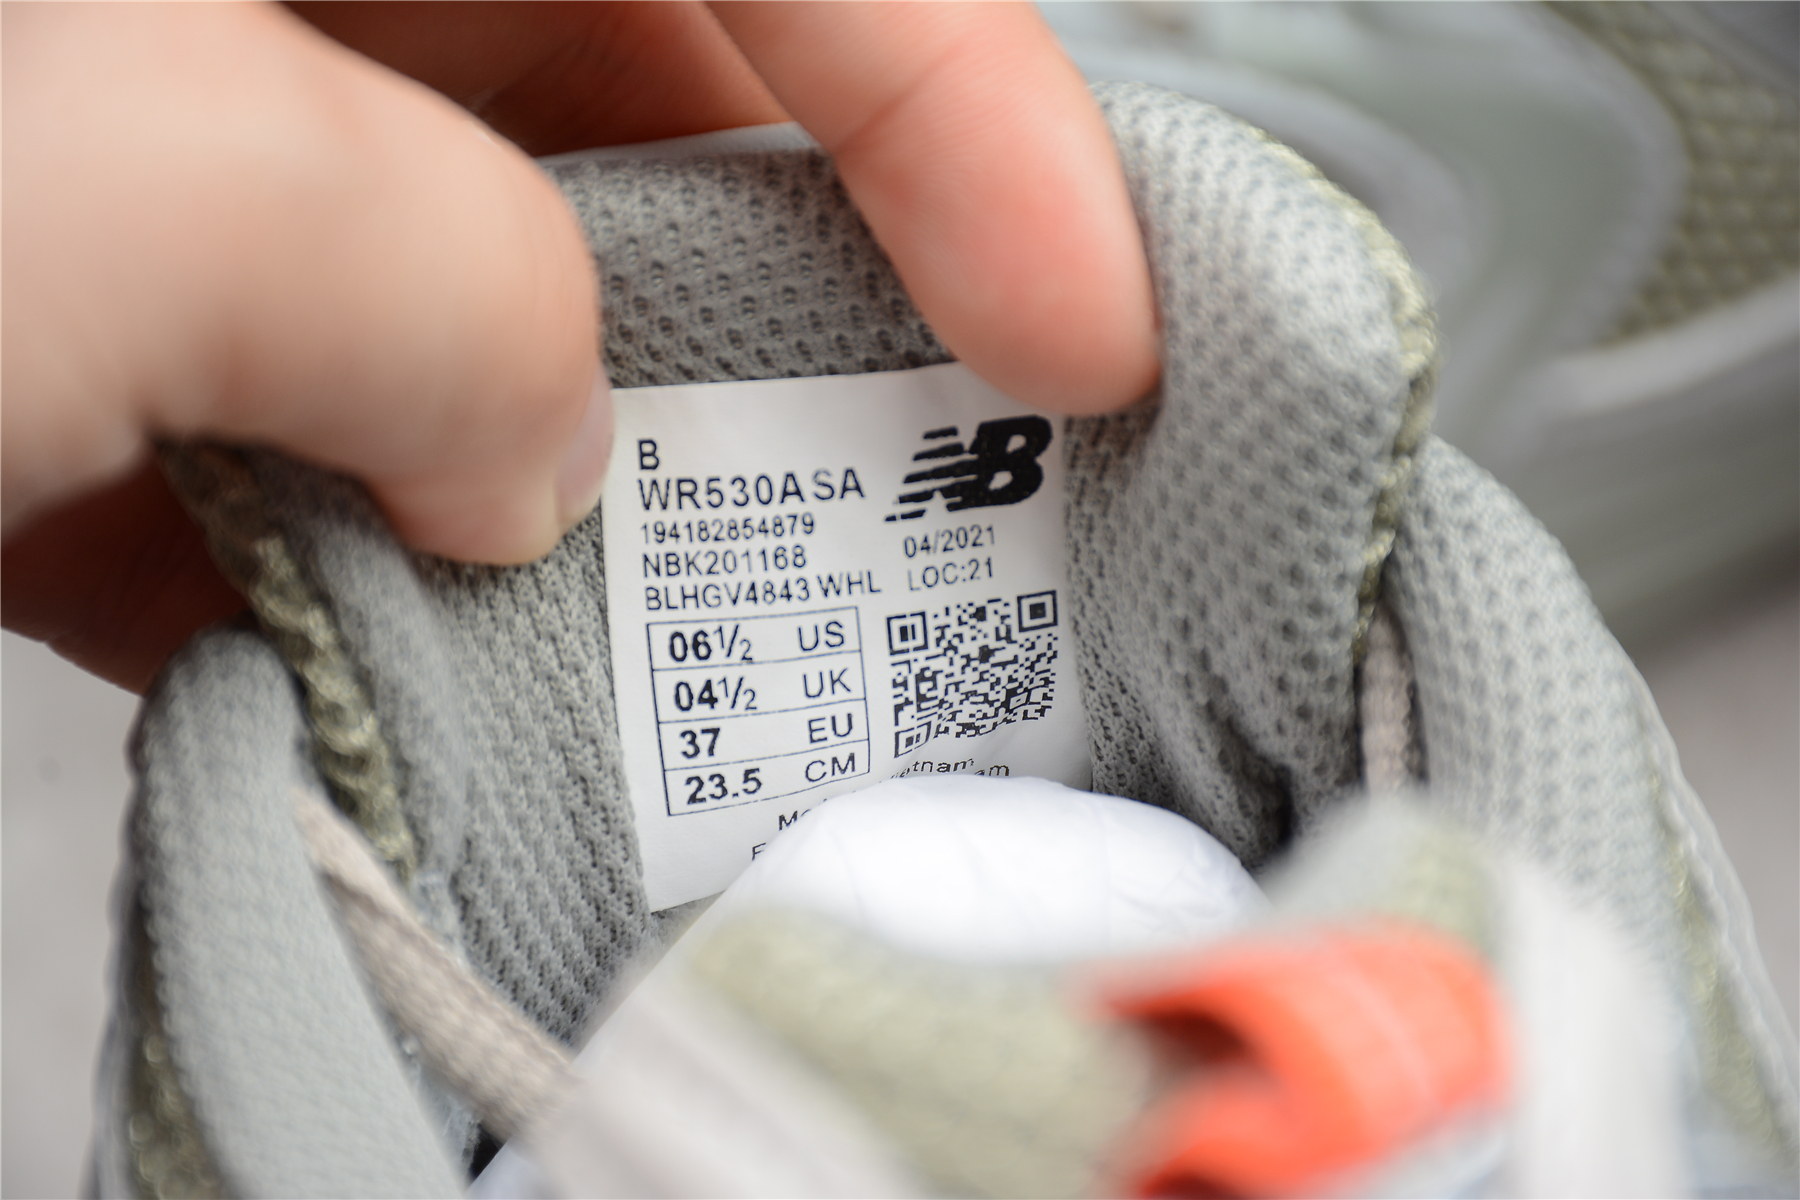 B
WR530ASA
194182854879
NBK201168
BLHGV4843 WHL
NB
04/2021
LOC:21
06½ US
04½ UK
37 EU
23.5 CM